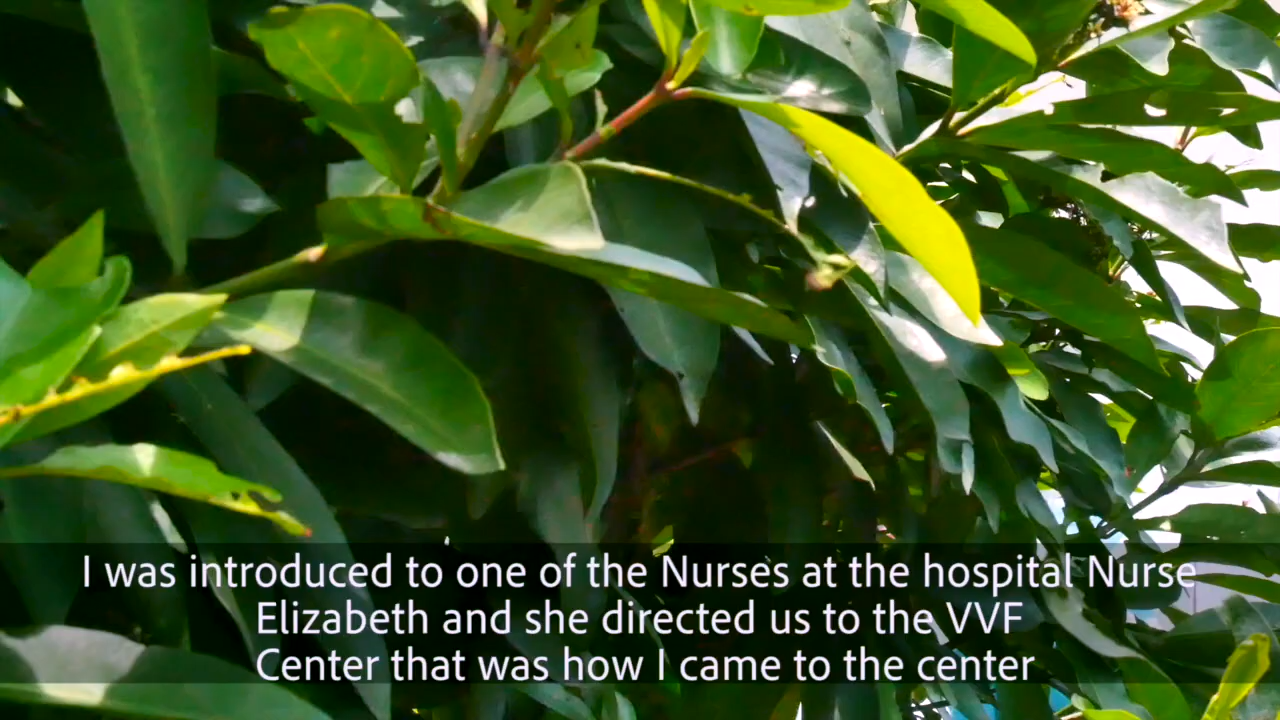 I was introduced to one of the Nurses at the hospital Nurse
Elizabeth and she directed us to the VVF
Center that was how I came to the center